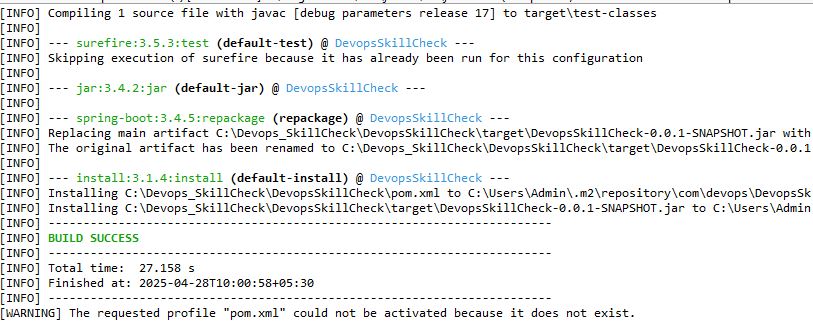 [INFO] Compiling 1 source file with javac [debug parameters release 17] to target\test-classes
[INFO]
[INFO] --- surefire:3.5.3:test (default-test) @ DevopsSkillCheck ---
[INFO] Skipping execution of surefire because it has already been run for this configuration
[INFO]
[INFO] --- jar:3.4.2:jar (default-jar) @ DevopsSkillCheck ---
[INFO]
[INFO] --- spring-boot:3.4.5:repackage (repackage) @ DevopsSkillCheck ---
[INFO] Replacing main artifact C:\Devops_SkillCheck\DevopsSkillCheck\target\DevopsSkillCheck-0.0.1-SNAPSHOT.jar with
[INFO] The original artifact has been renamed to C:\Devops_SkillCheck\DevopsSkillCheck\target\DevopsSkillCheck-0.0.1
[INFO]
[INFO] --- install:3.1.4:install (default-install) @ DevopsSkillCheck ---
[INFO] Installing C:\Devops_SkillCheck\DevopsSkillCheck\pom.xml to C:\Users\Admin\.m2\repository\com\devops\DevopsSk
[INFO] Installing C:\Devops_SkillCheck\DevopsSkillCheck\target\DevopsSkillCheck-0.0.1-SNAPSHOT.jar to C:\Users\Admin
[INFO] ------------------------------------------------------------------------
[INFO] BUILD SUCCESS
[INFO] ------------------------------------------------------------------------
[INFO] Total time:  27.158 s
[INFO] Finished at: 2025-04-28T10:00:58+05:30
[INFO] ------------------------------------------------------------------------
[WARNING] The requested profile "pom.xml" could not be activated because it does not exist.